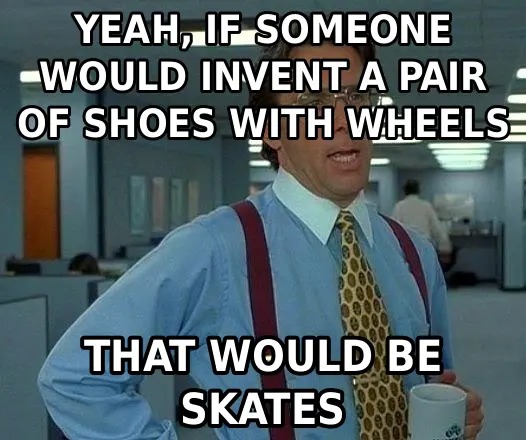 YEAH, IF SOMEONE
WOULD INVENT A PAIR
OF SHOES WITH WHEELS
THAT WOULD BE
SKATES